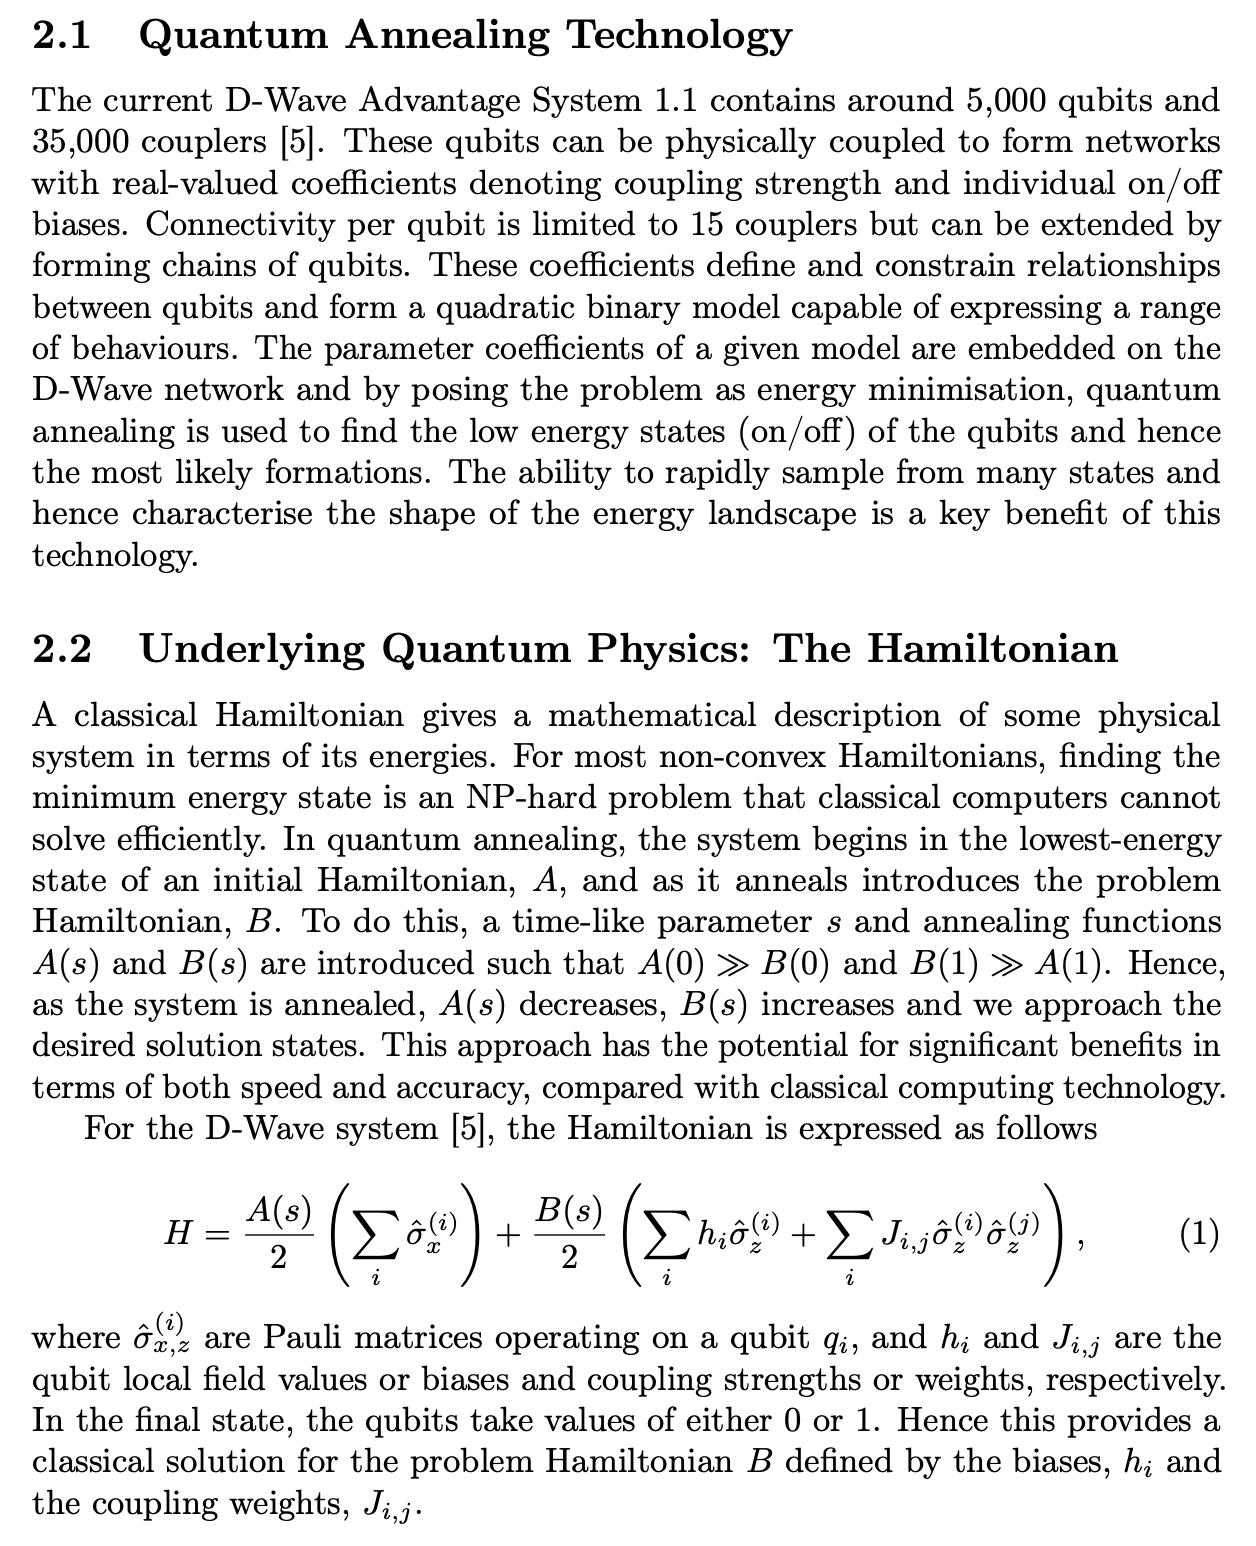 2.1 Quantum Annealing Technology
The current D-Wave Advantage System 1.1 contains around 5,000 qubits and
35,000 couplers [5]. These qubits can be physically coupled to form networks
with real-valued coefficients denoting coupling strength and individual on/off
biases. Connectivity per qubit is limited to 15 couplers but can be extended by
forming chains of qubits. These coefficients define and constrain relationships
between qubits and form a quadratic binary model capable of expressing a range
of behaviours. The parameter coefficients of a given model are embedded on the
D-Wave network and by posing the problem as energy minimisation, quantum
annealing is used to find the low energy states (on/off) of the qubits and hence
the most likely formations. The ability to rapidly sample from many states and
hence characterise the shape of the energy landscape is a key benefit of this
technology.
2.2 Underlying Quantum Physics: The Hamiltonian
A classical Hamiltonian gives a mathematical description of some physical
system in terms of its energies. For most non-convex Hamiltonians, finding the
minimum energy state is an NP-hard problem that classical computers cannot
solve efficiently. In quantum annealing, the system begins in the lowest-energy
state of an initial Hamiltonian, A, and as it anneals introduces the problem
Hamiltonian, B. To do this, a time-like parameter s and annealing functions
A(s) and B(s) are introduced such that A(0) ≫ B(0) and B(1) ≫ A(1). Hence,
as the system is annealed, A(s) decreases, B(s) increases and we approach the
desired solution states. This approach has the potential for significant benefits in
terms of both speed and accuracy, compared with classical computing technology.
For the D-Wave system [5], the Hamiltonian is expressed as follows
H = \frac{A(s)}{2} \left( \sum_i \hat{\sigma}_x^{(i)} \right) + \frac{B(s)}{2} \left( \sum_i h_i \hat{\sigma}_z^{(i)} + \sum_i J_{i,j} \hat{\sigma}_z^{(i)} \hat{\sigma}_z^{(j)} \right), (1)
where \hat{\sigma}_{x,z}^{(i)} are Pauli matrices operating on a qubit q_i, and h_i and J_{i,j} are the
qubit local field values or biases and coupling strengths or weights, respectively.
In the final state, the qubits take values of either 0 or 1. Hence this provides a
classical solution for the problem Hamiltonian B defined by the biases, h_i and
the coupling weights, J_{i,j}.